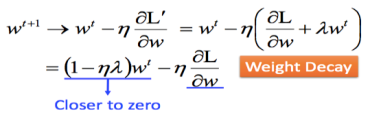 w^{t+1} → w^t − η ∂L′/∂w = w^t − η(∂L/∂w + λw^t)
= (1 − ηλ)w^t − η ∂L/∂w Weight Decay
Closer to zero